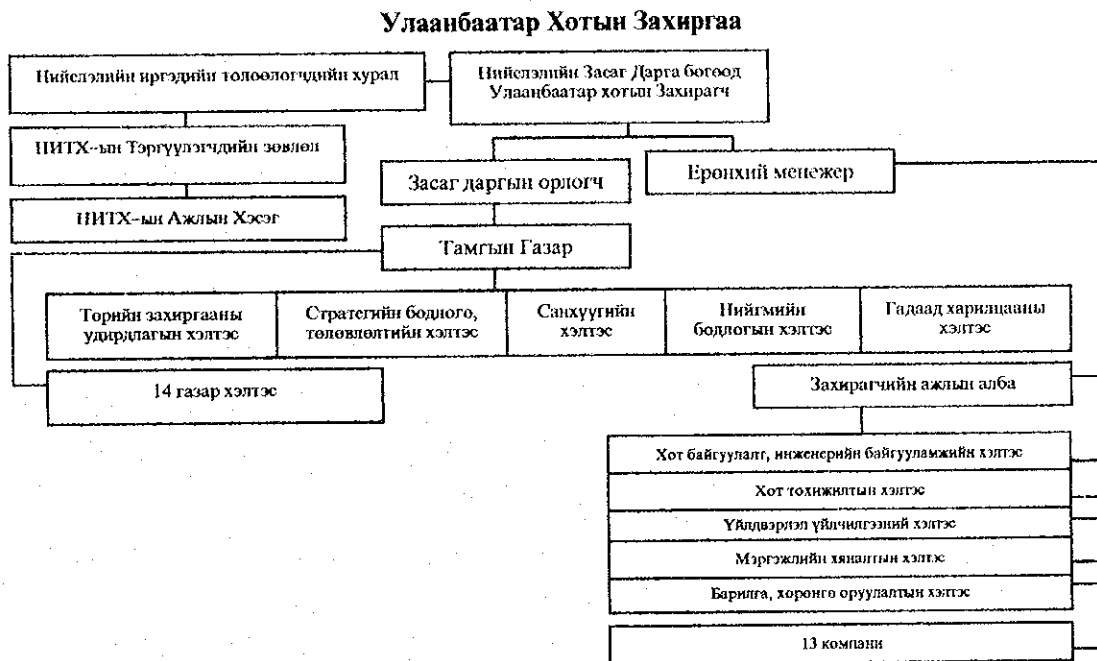 Улаанбаатар Хотын Захиргаа
Нийслэлийн иргэдийн төлөөлөгчдийн хурал
Нийслэлийн Засаг Дарга бөгөөд
Улаанбаатар хотын Захирагч
НИТХ-ын Тэргүүлэгчдийн зөвлөл
Засаг даргын орлогч
Ерөнхий менежер
НИТХ-ын Ажлын Хэсэг
Тамгын Газар
Төрийн захиргааны
удирдлагын хэлтэс
Стратегийн бодлого,
төлөвлөлтийн хэлтэс
Санхүүгийн
хэлтэс
Нийгмийн
бодлогын хэлтэс
Гадаад харилцааны
хэлтэс
14 газар хэлтэс
Захирагчийн ажлын алба
Хот байгуулалт, инженерийн байгууламжийн хэлтэс
Хот тохижилтын хэлтэс
Үйлдвэрлэл үйлчилгээний хэлтэс
Мэргэжлийн хяналтын хэлтэс
Барилга, хөрөнгө оруулалтын хэлтэс
13 компани